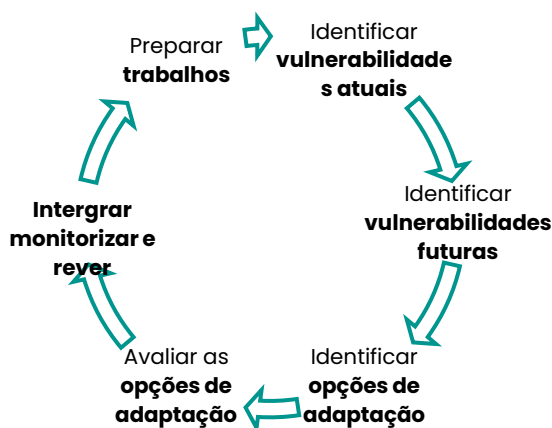 Preparar
trabalhos
Identificar
vulnerabilidade
s atuais
Identificar
vulnerabilidades
futuras
Identificar
opções de
adaptação
Avaliar as
opções de
adaptação
Intergrar
monitorizar e
rever